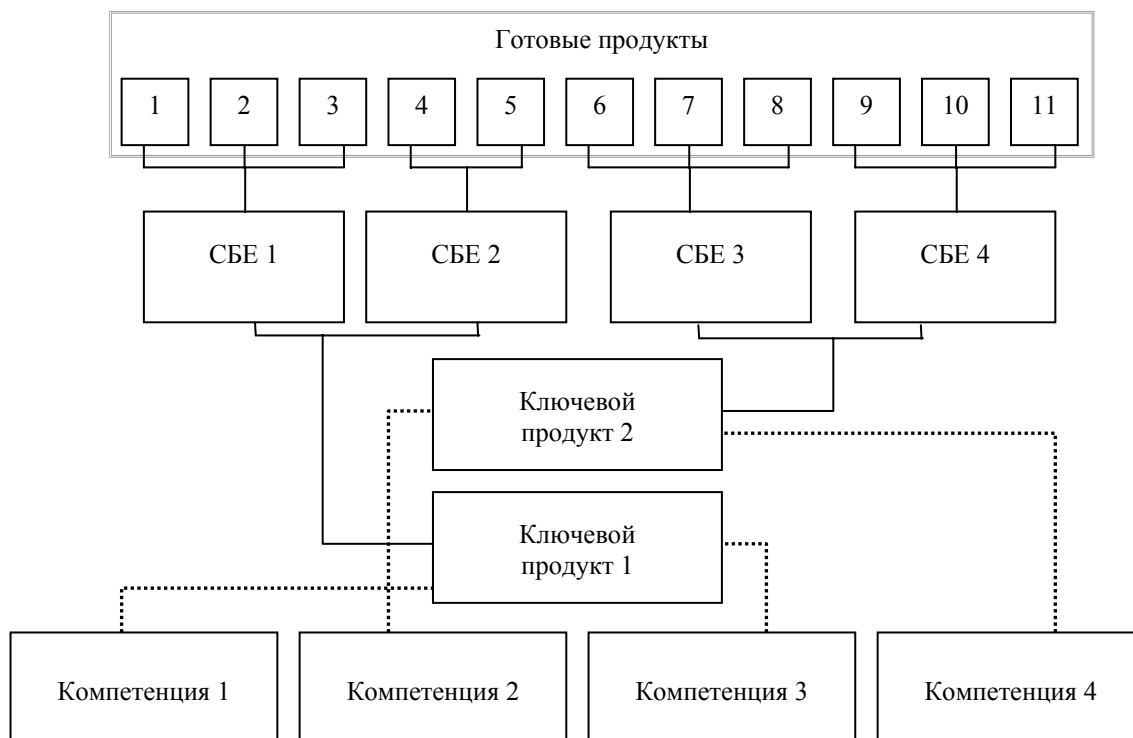 Готовые продукты
1 2 3 4 5 6 7 8 9 10 11
СБЕ 1 СБЕ 2 СБЕ 3 СБЕ 4
Ключевой
продукт 2
Ключевой
продукт 1
Компетенция 1 Компетенция 2 Компетенция 3 Компетенция 4